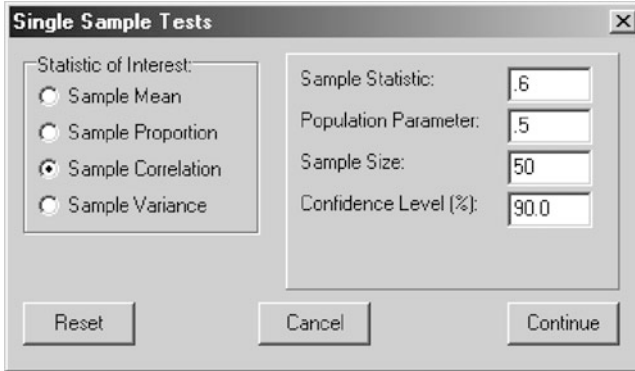 Single Sample Tests
Statistic of Interest:
Sample Mean
Sample Proportion
Sample Correlation
Sample Variance
Sample Statistic: .6
Population Parameter: .5
Sample Size: 50
Confidence Level (%): 90.0
Reset Cancel Continue